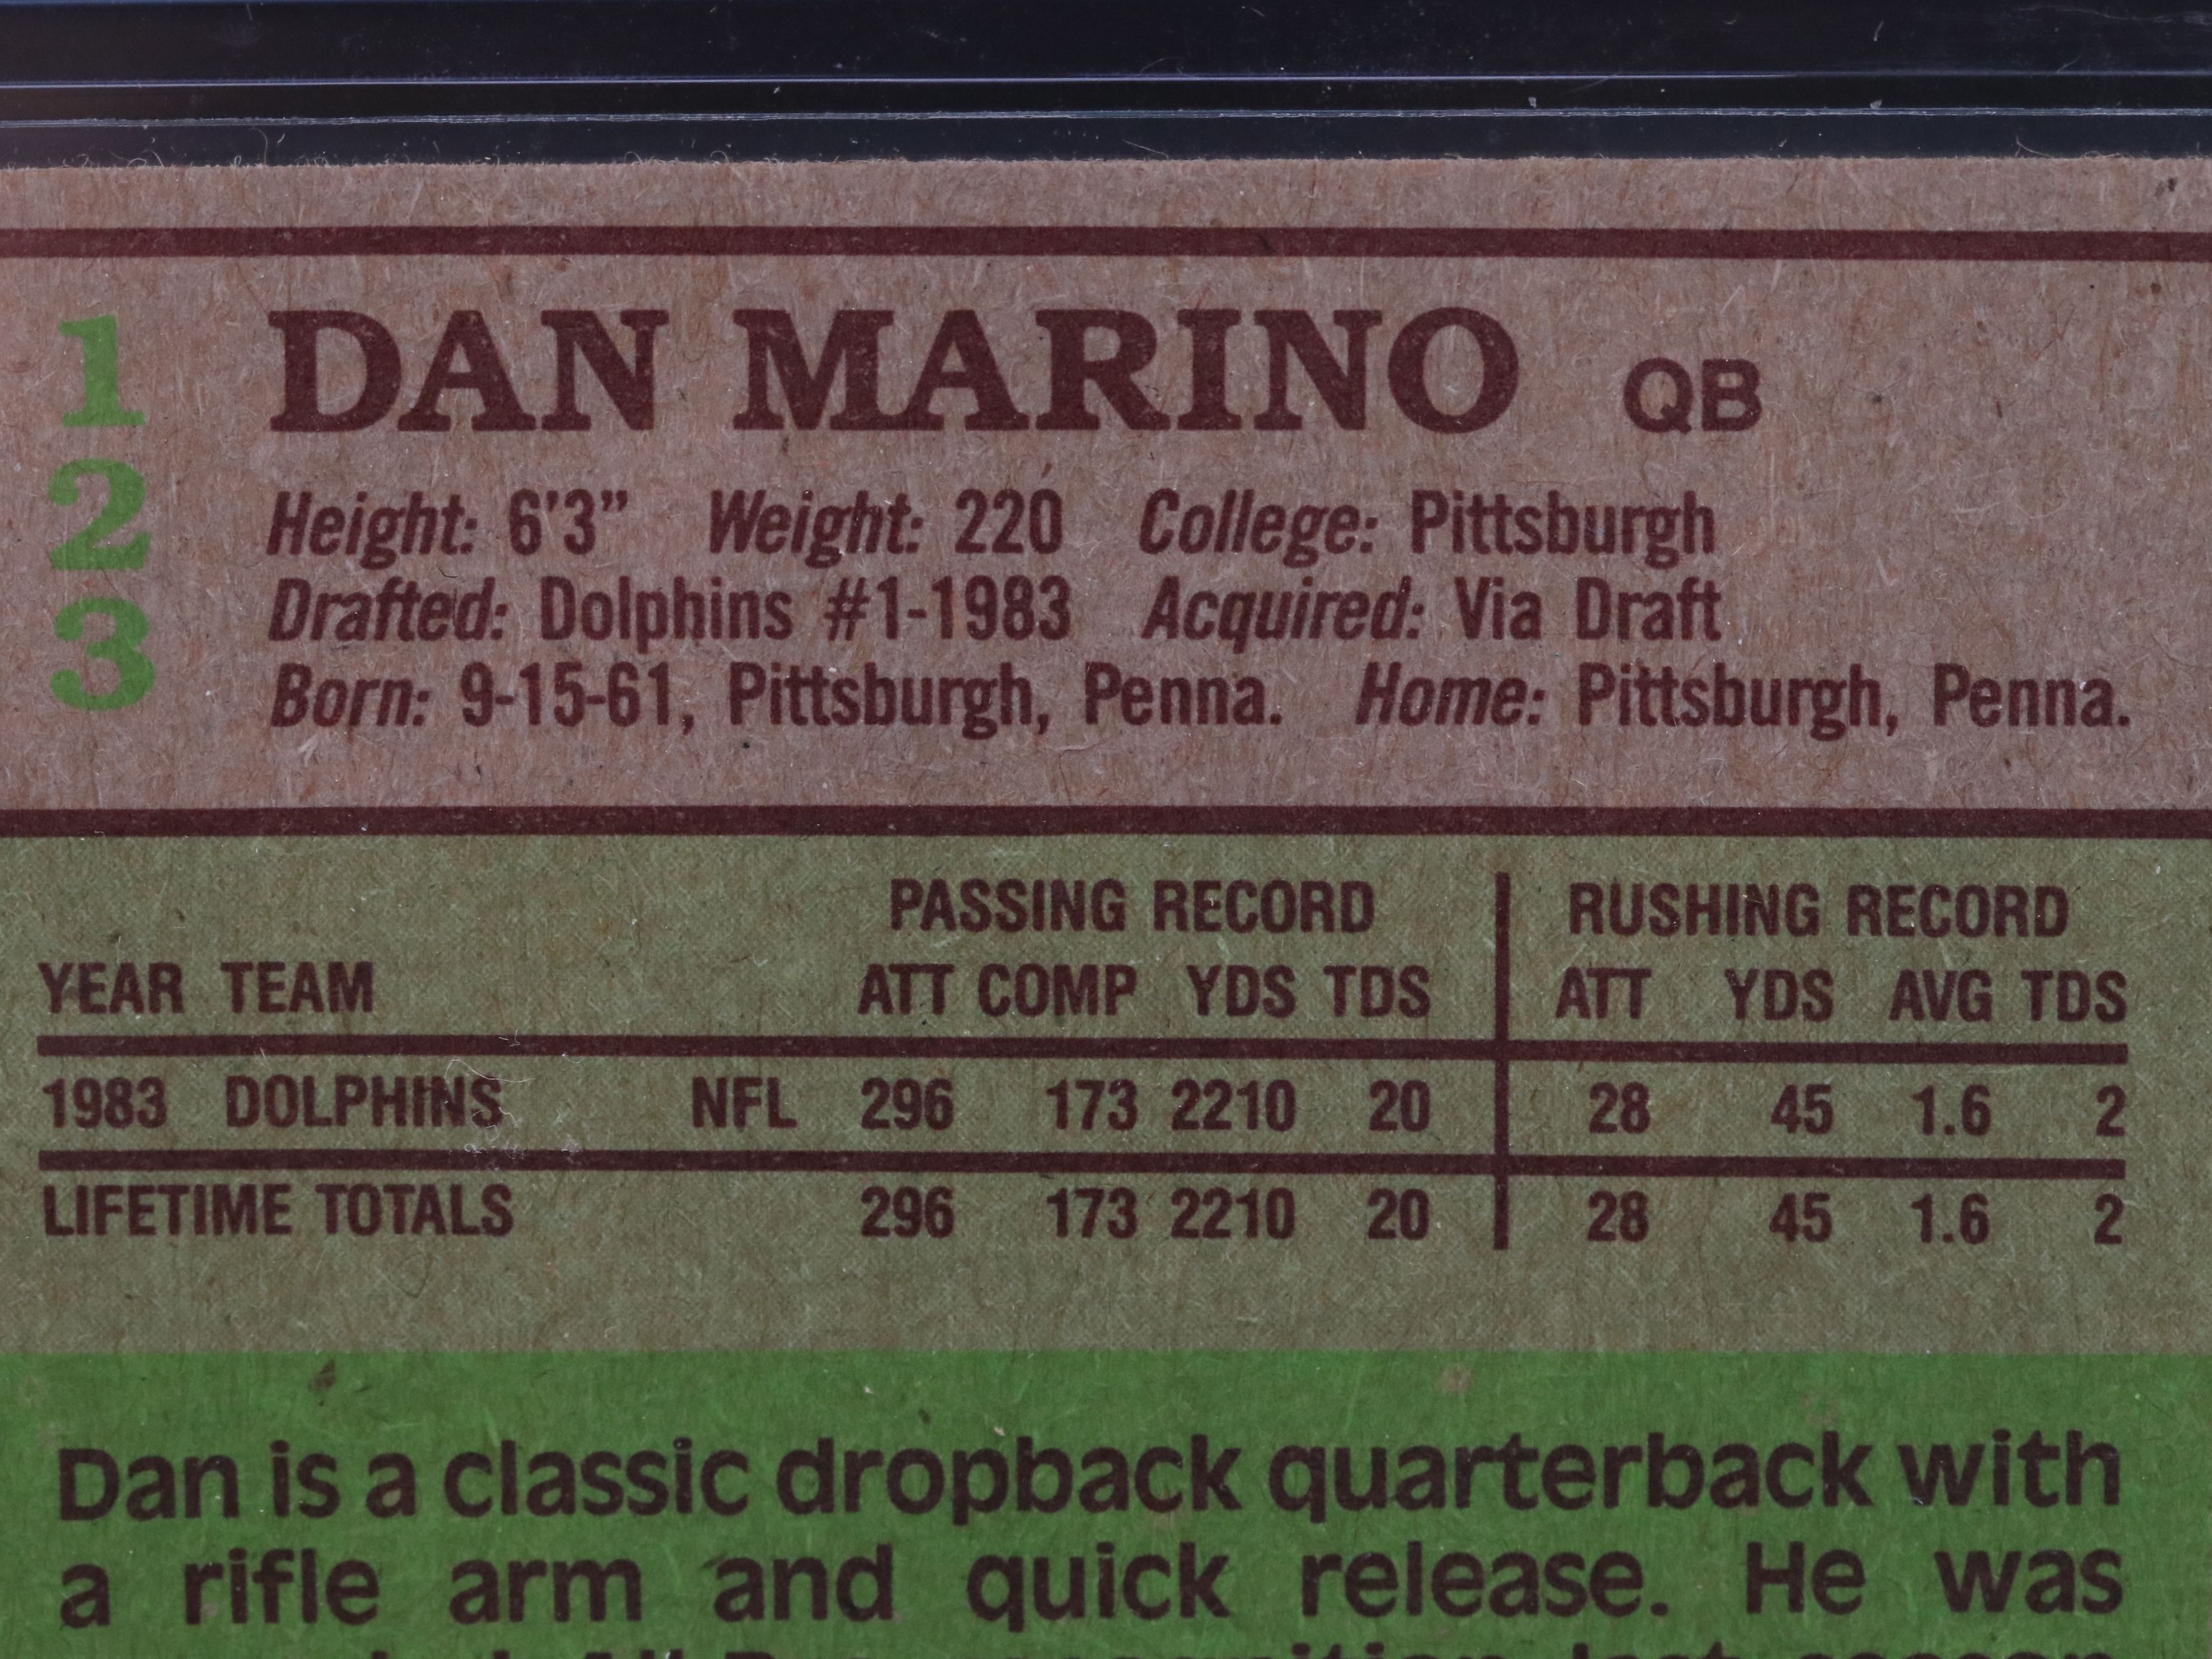 1
2
3
DAN MARINO QB
Height: 6'3" Weight: 220 College: Pittsburgh
Drafted: Dolphins #1-1983 Acquired: Via Draft
Born: 9-15-61, Pittsburgh, Penna. Home: Pittsburgh, Penna.
PASSING RECORD RUSHING RECORD
YEAR TEAM ATT COMP YDS TDS ATT YDS AVG TDS
1983 DOLPHINS NFL 296 173 2210 20 28 45 1.6 2
LIFETIME TOTALS 296 173 2210 20 28 45 1.6 2
Dan is a classic dropback quarterback with
a rifle arm and quick release. He was